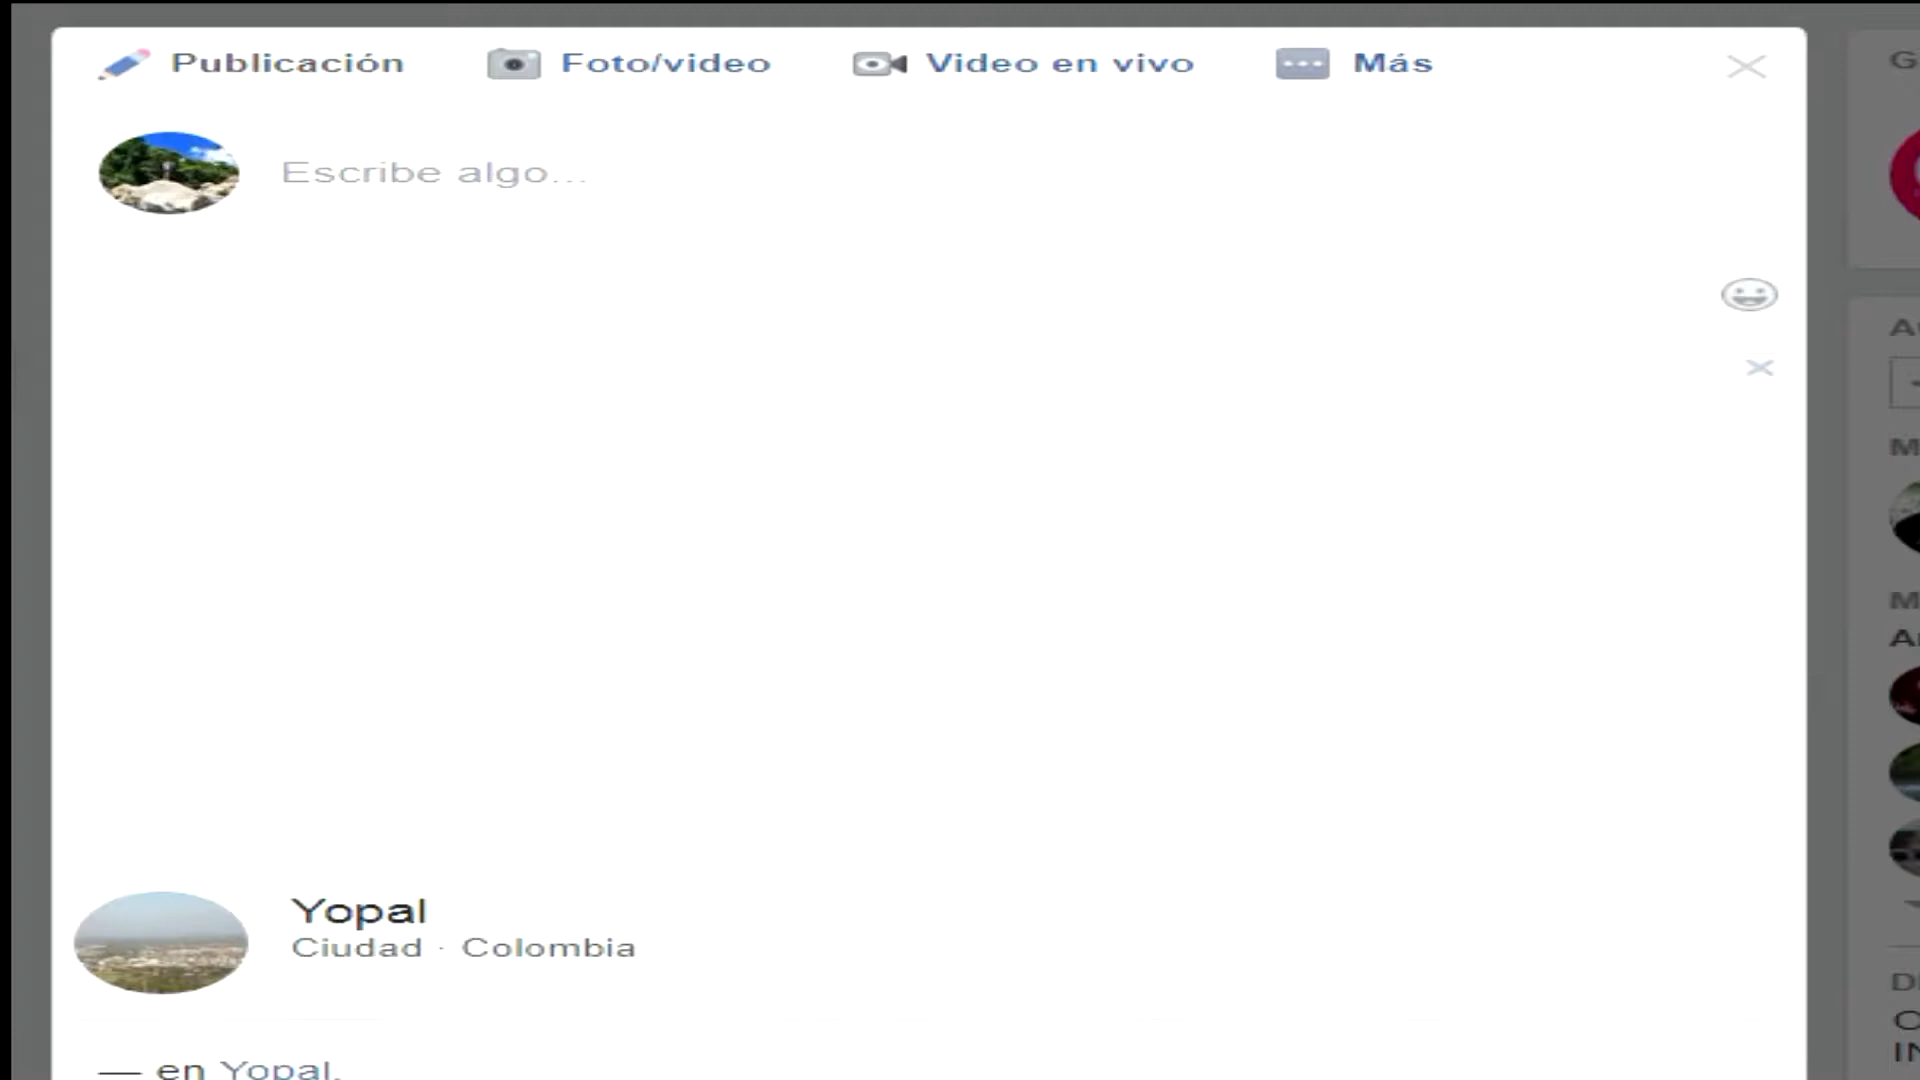 Publicación Foto/video Video en vivo Más
Escribe algo...
Yopal
Ciudad · Colombia
— en Yopal.